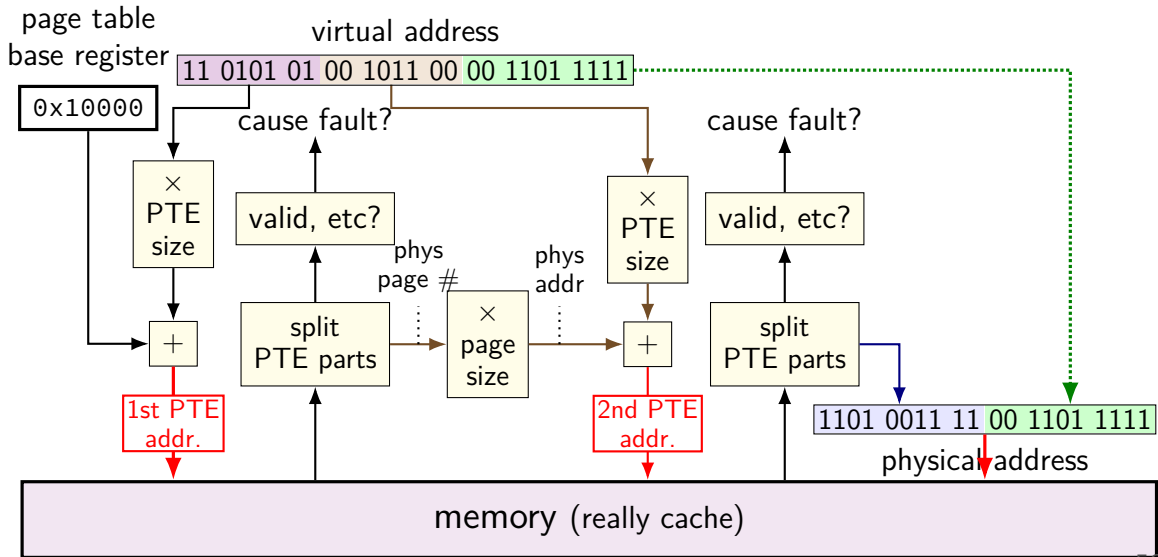 page table
base register
virtual address
11 0101 01 00 1011 00 00 1101 1111
0x10000
cause fault?
cause fault?
×
PTE
size
valid, etc?
×
PTE
size
valid, etc?
phys
page #
phys
addr
+
split
PTE parts
×
page
size
+
split
PTE parts
1st PTE
addr.
2nd PTE
addr.
1101 0011 11 00 1101 1111
physical address
memory (really cache)